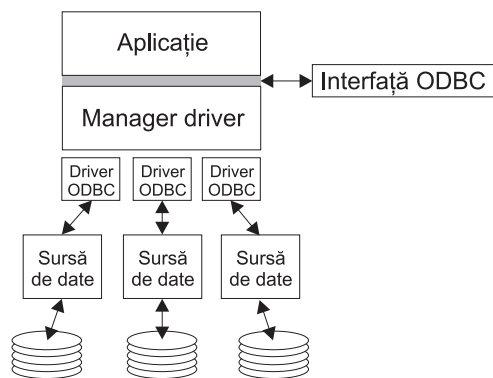 Aplicație
Interfață ODBC
Manager driver
Driver
ODBC
Driver
ODBC
Driver
ODBC
Sursă
de date
Sursă
de date
Sursă
de date